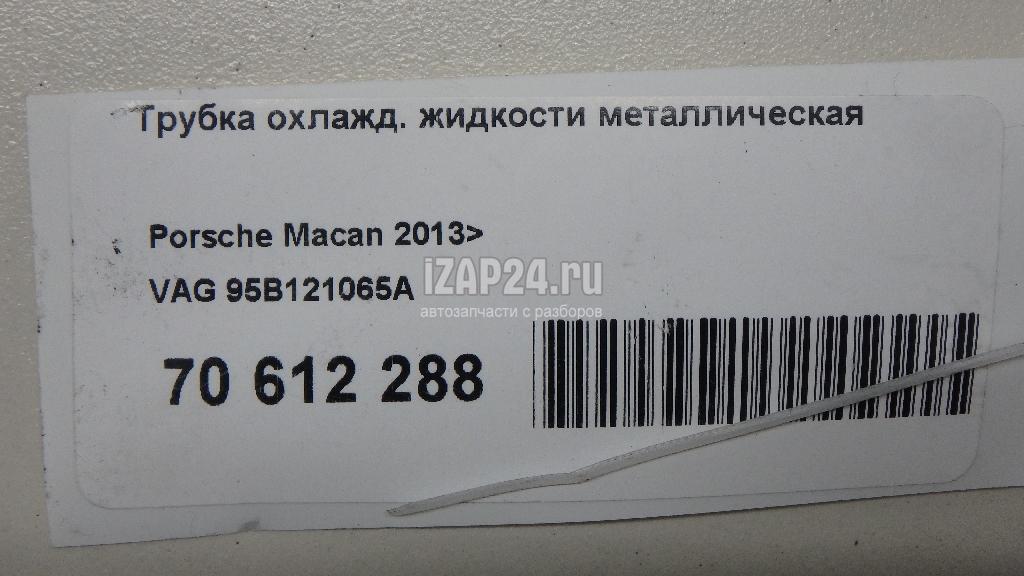 Трубка охлажд. жидкости металлическая
Porsche Macan 2013>
VAG 95B121065A
iZAP24.ru
автозапчасти с разборов
70 612 288